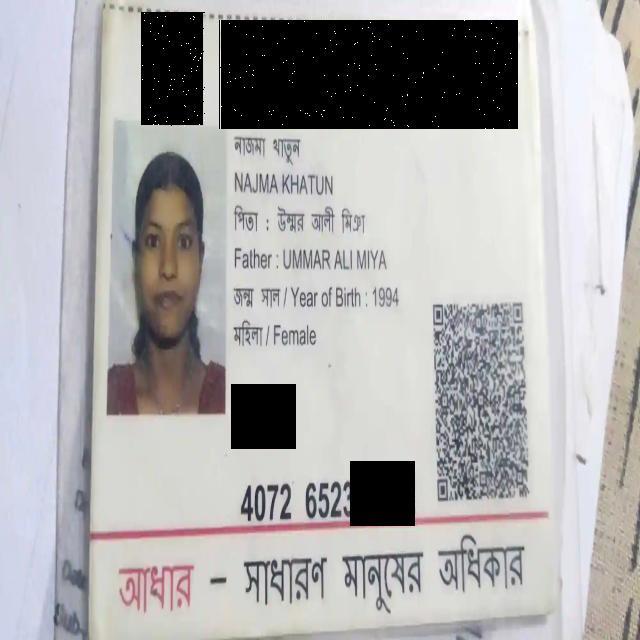 নাজমা খাতুন
NAJMA KHATUN
পিতা : উম্মর আলী মিঞা
Father : UMMAR ALI MIYA
জন্ম সাল / Year of Birth : 1994
মহিলা / Female
4072 6523
আধার – সাধারণ মানুষের অধিকার